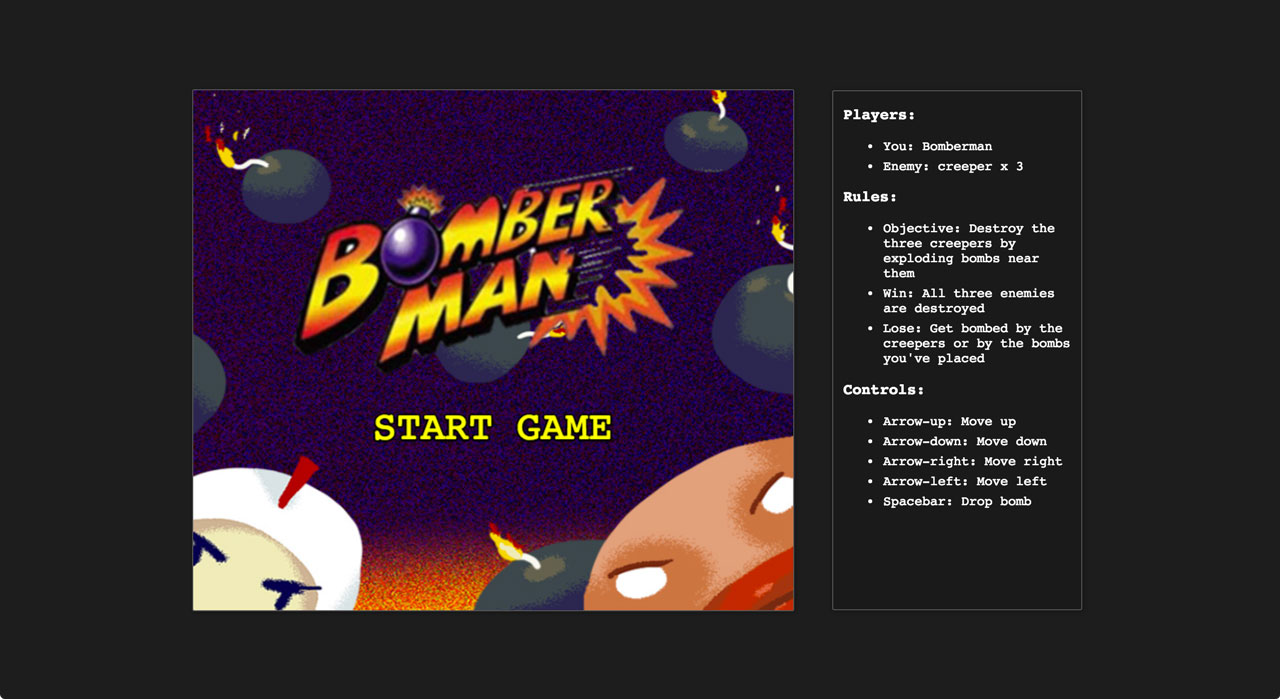 BOMBER
MAN
START GAME
Players:
• You: Bomberman
• Enemy: creeper x 3
Rules:
• Objective: Destroy the
three creepers by
exploding bombs near
them
• Win: All three enemies
are destroyed
• Lose: Get bombed by the
creepers or by the bombs
you've placed
Controls:
• Arrow-up: Move up
• Arrow-down: Move down
• Arrow-right: Move right
• Arrow-left: Move left
• Spacebar: Drop bomb